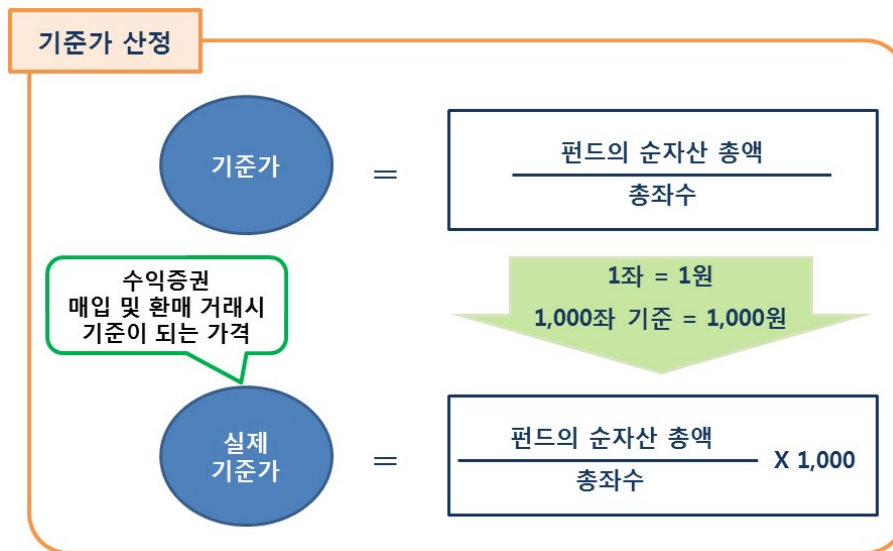 기준가 산정
기준가
=
펀드의 순자산 총액
총좌수
수익증권
매입 및 환매 거래시
기준이 되는 가격
1좌 = 1원
1,000좌 기준 = 1,000원
실제
기준가
=
펀드의 순자산 총액
총좌수
X 1,000